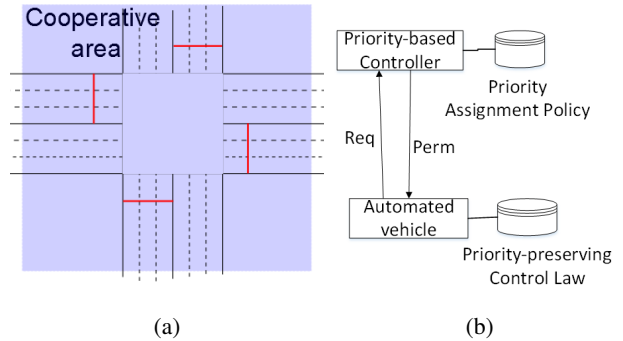 Cooperative
area
(a)
Priority-based
Controller
Priority
Assignment Policy
Req
Perm
Automated
vehicle
Priority-preserving
Control Law
(b)